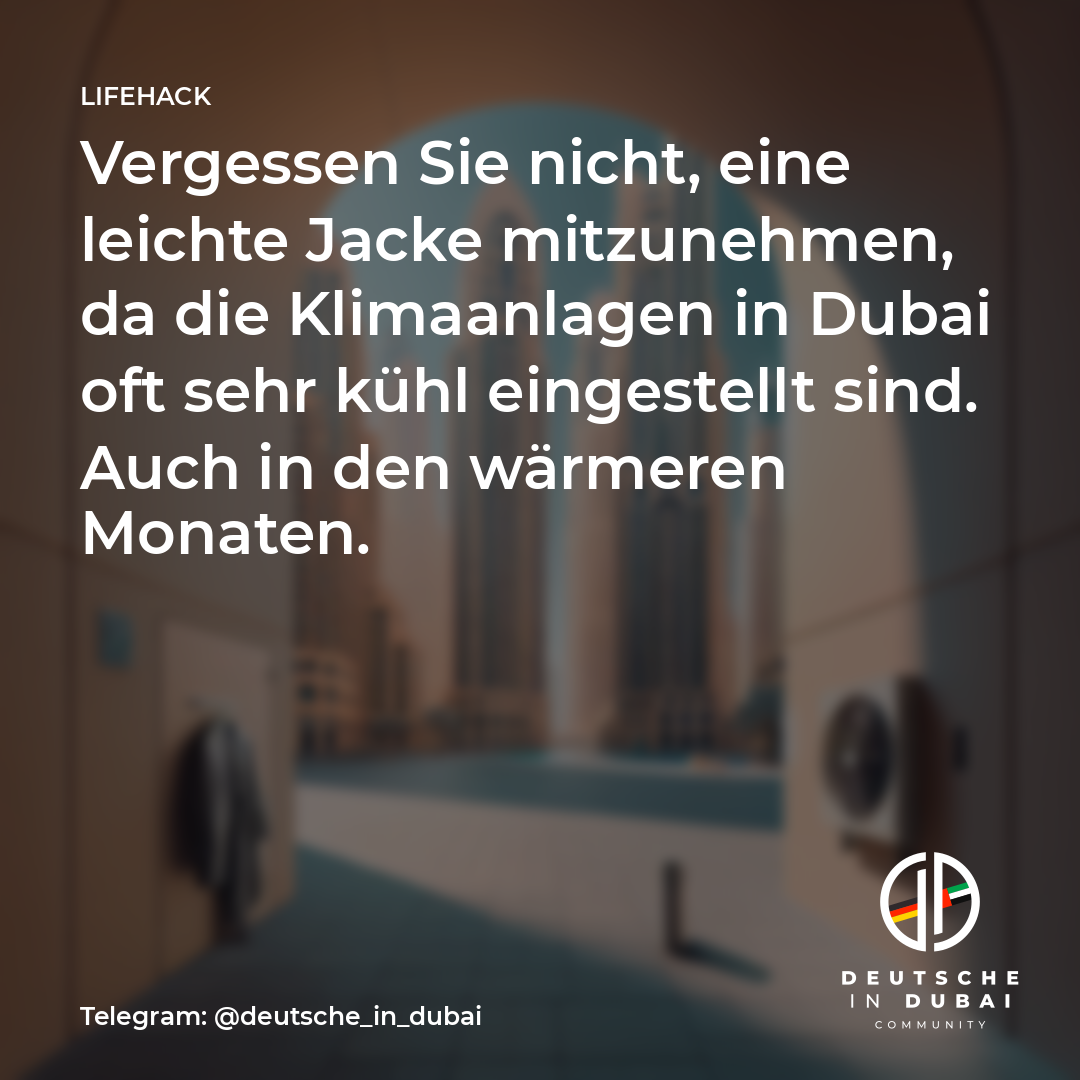 LIFEHACK
Vergessen Sie nicht, eine
leichte Jacke mitzunehmen,
da die Klimaanlagen in Dubai
oft sehr kühl eingestellt sind.
Auch in den wärmeren
Monaten.
DEUTSCHE
IN DUBAI
COMMUNITY
Telegram: @deutsche_in_dubai